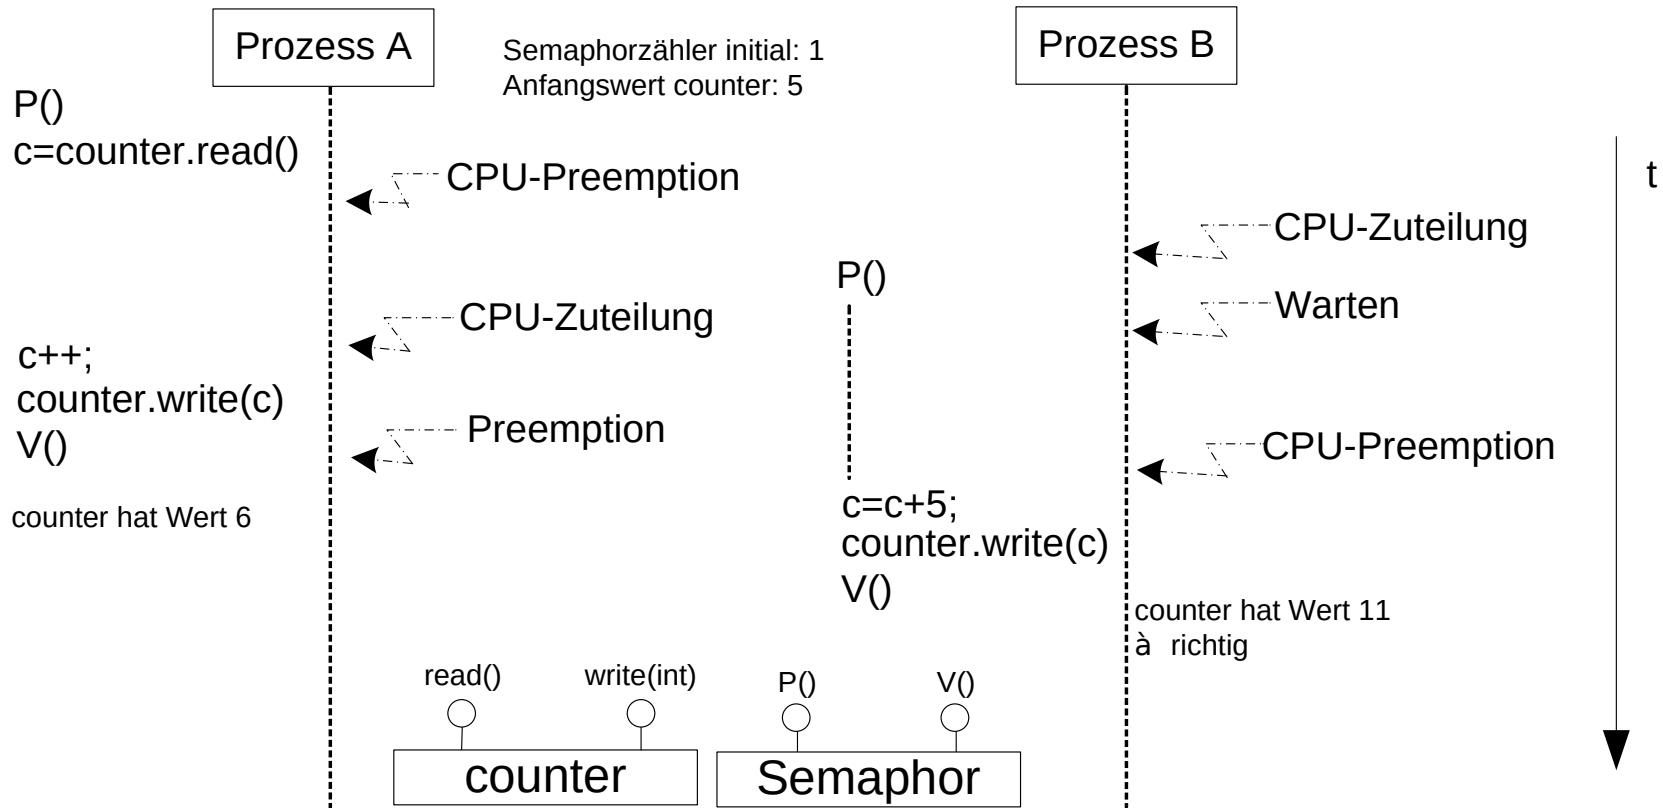 Prozess A
Semaphorzähler initial: 1
Anfangswert counter: 5
Prozess B
P()
c=counter.read()
CPU-Preemption
t
CPU-Zuteilung
P()
Warten
CPU-Zuteilung
c++;
counter.write(c)
V()
Preemption
CPU-Preemption
counter hat Wert 6
c=c+5;
counter.write(c)
V()
counter hat Wert 11
à richtig
read()
write(int)
P()
V()
counter
Semaphor